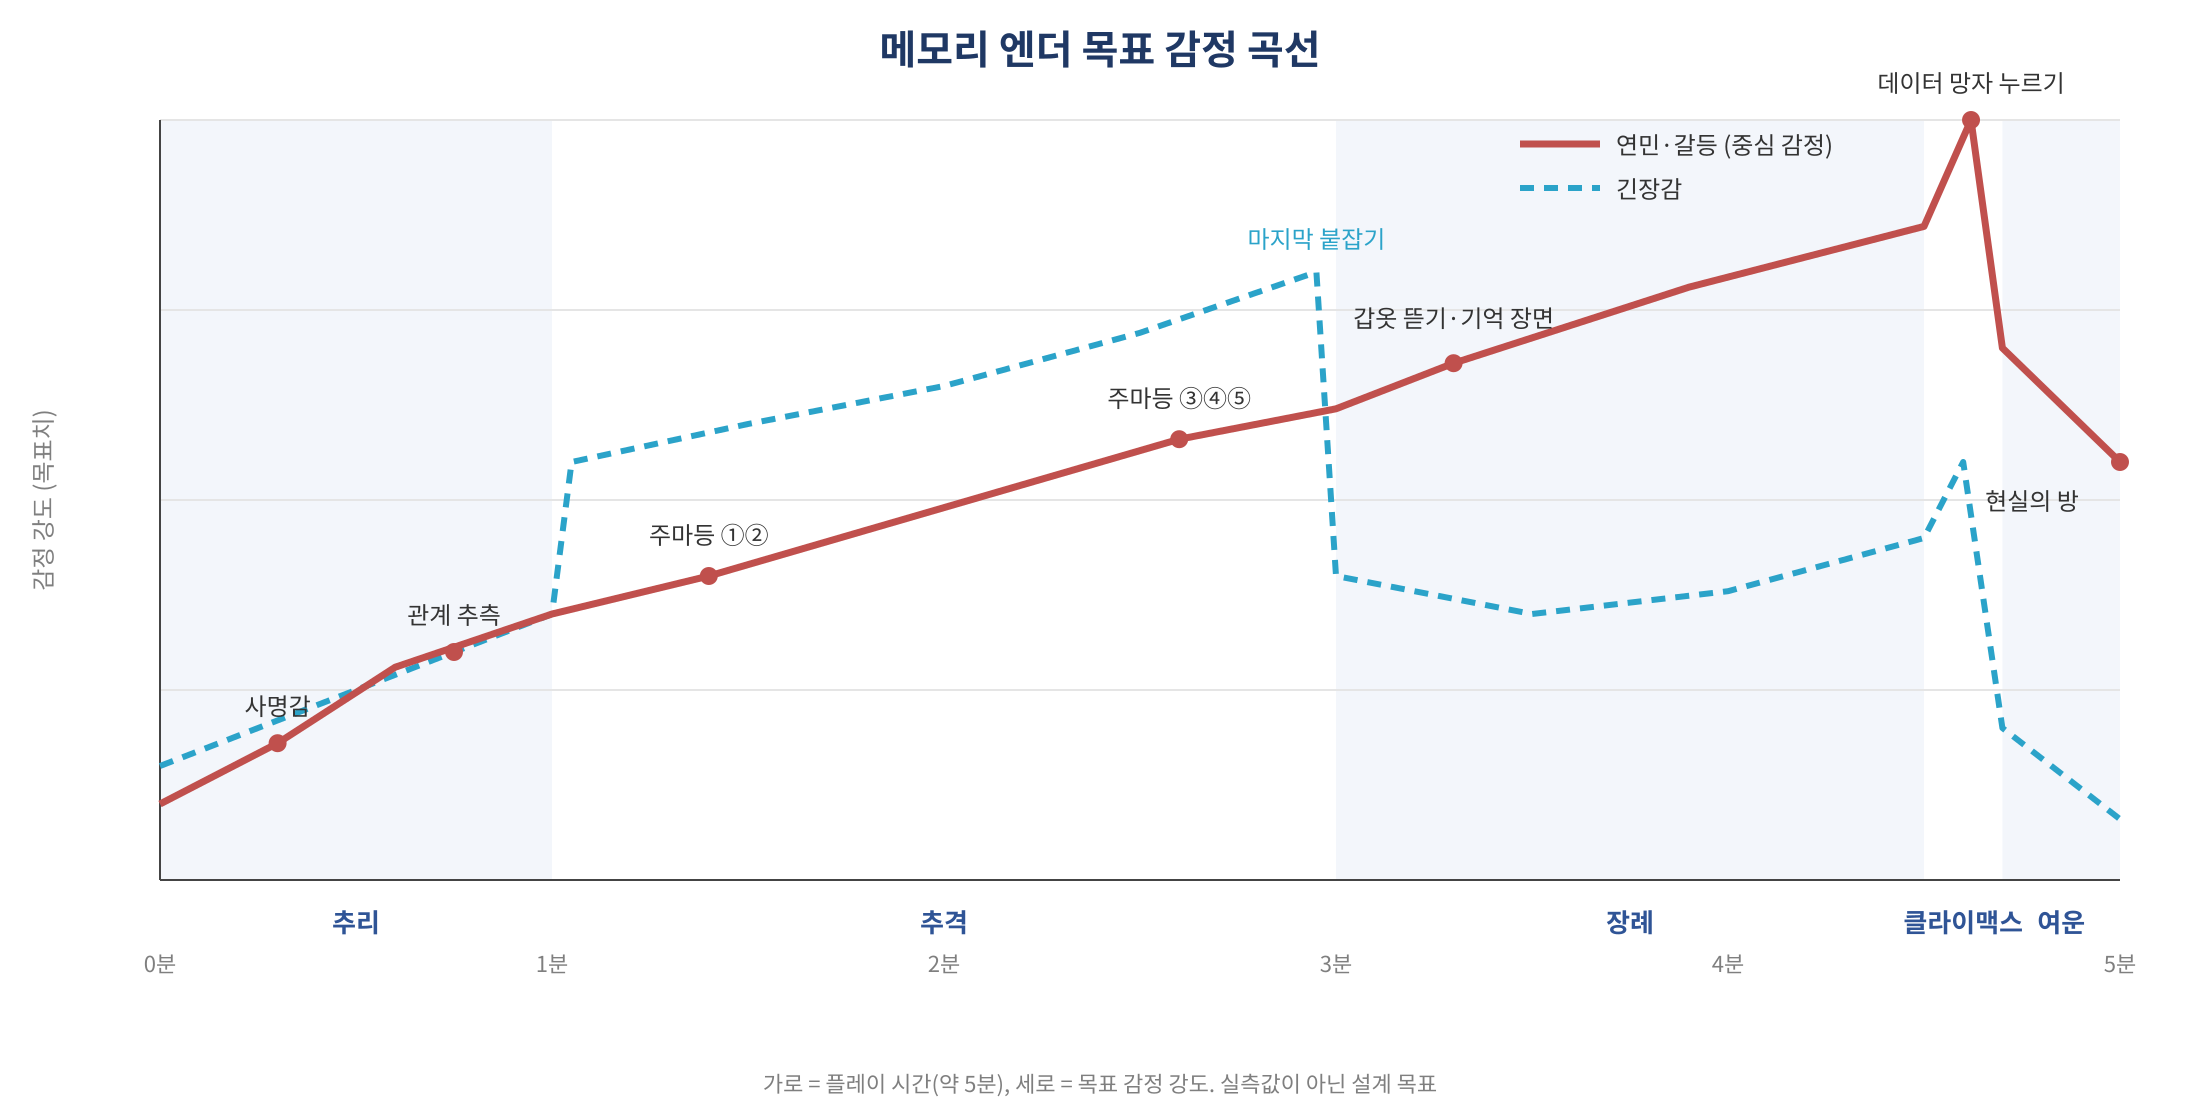 메모리 엔더 목표 감정 곡선
데이터 망자 누르기
연민·갈등 (중심 감정)
긴장감
마지막 붙잡기
갑옷 뜯기·기억 장면
주마등 ③④⑤
감정 강도 (목표치)
현실의 방
주마등 ①②
관계 추측
사명감
추리 추격 장례 클라이맥스 여운
0분 1분 2분 3분 4분 5분
가로 = 플레이 시간(약 5분), 세로 = 목표 감정 강도. 실측값이 아닌 설계 목표